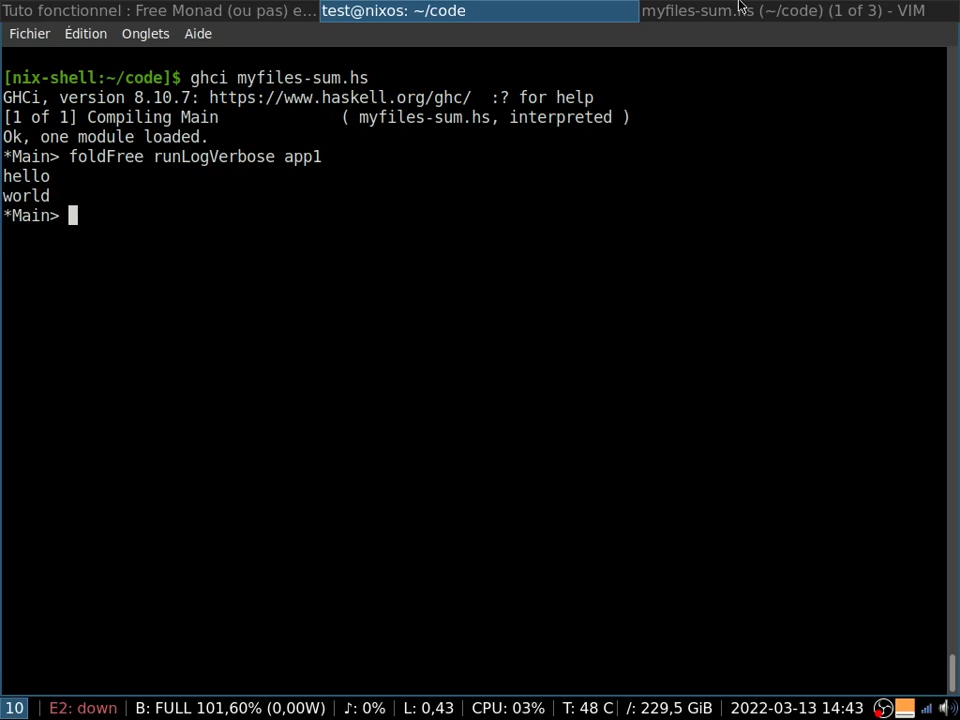 Tuto fonctionnel : Free Monad (ou pas) e... test@nixos: ~/code myfiles-sum.hs (~/code) (1 of 3) - VIM
Fichier Édition Onglets Aide
[nix-shell:~/code]$ ghci myfiles-sum.hs
GHCi, version 8.10.7: https://www.haskell.org/ghc/  :? for help
[1 of 1] Compiling Main             ( myfiles-sum.hs, interpreted )
Ok, one module loaded.
*Main> foldFree runLogVerbose app1
hello
world
*Main>
10 | E2: down | B: FULL 101,60% (0,00W) | ♪: 0% | L: 0,43 | CPU: 03% | T: 48 C | /: 229,5 GiB | 2022-03-13 14:43